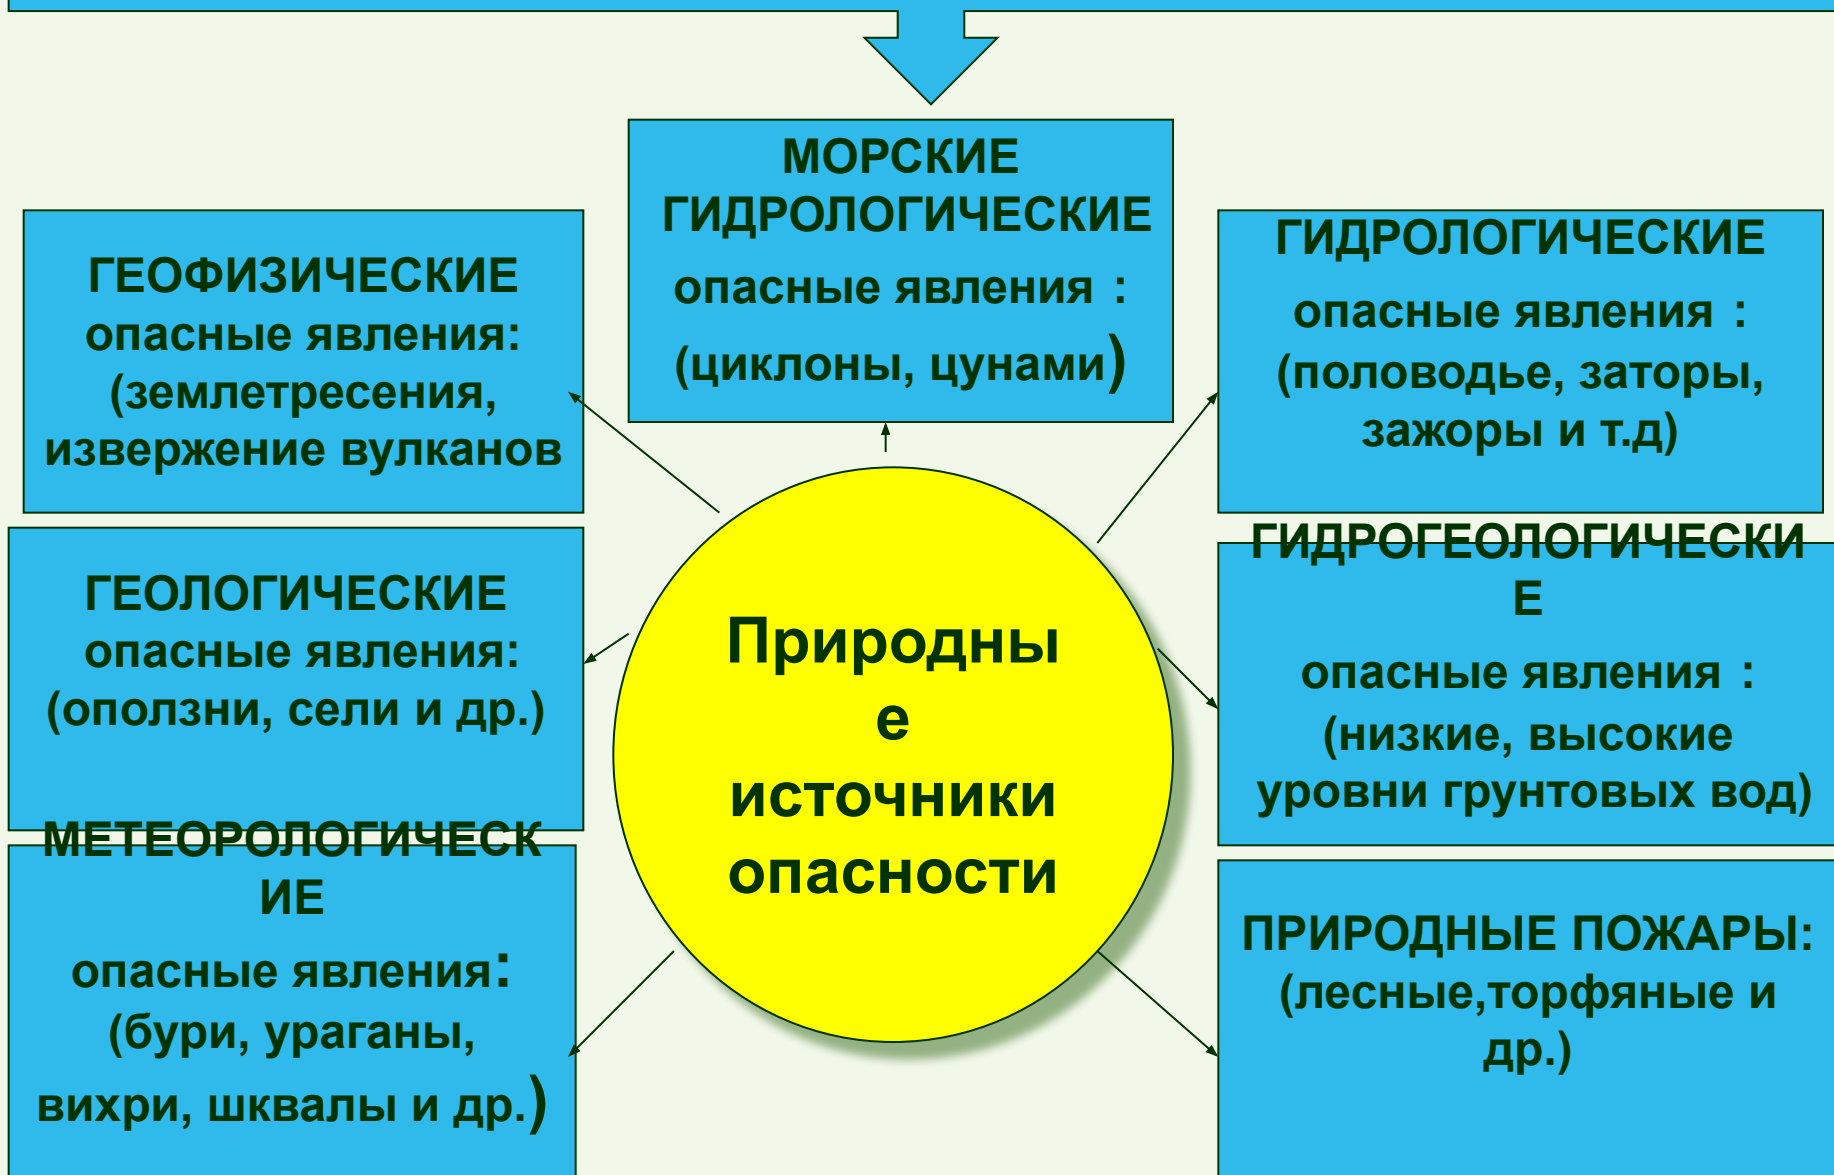 МОРСКИЕ
ГИДРОЛОГИЧЕСКИЕ
опасные явления :
(циклоны, цунами)
ГЕОФИЗИЧЕСКИЕ
опасные явления:
(землетресения,
извержение вулканов
ГИДРОЛОГИЧЕСКИЕ
опасные явления :
(половодье, заторы,
зажоры и т.д)
ГЕОЛОГИЧЕСКИЕ
опасные явления:
(оползни, сели и др.)
Природны
е
источники
опасности
ГИДРОГЕОЛОГИЧЕСКИ
Е
опасные явления :
(низкие, высокие
уровни грунтовых вод)
МЕТЕОРОЛОГИЧЕСК
ИЕ
опасные явления:
(бури, ураганы,
вихри, шквалы и др.)
ПРИРОДНЫЕ ПОЖАРЫ:
(лесные,торфяные и
др.)